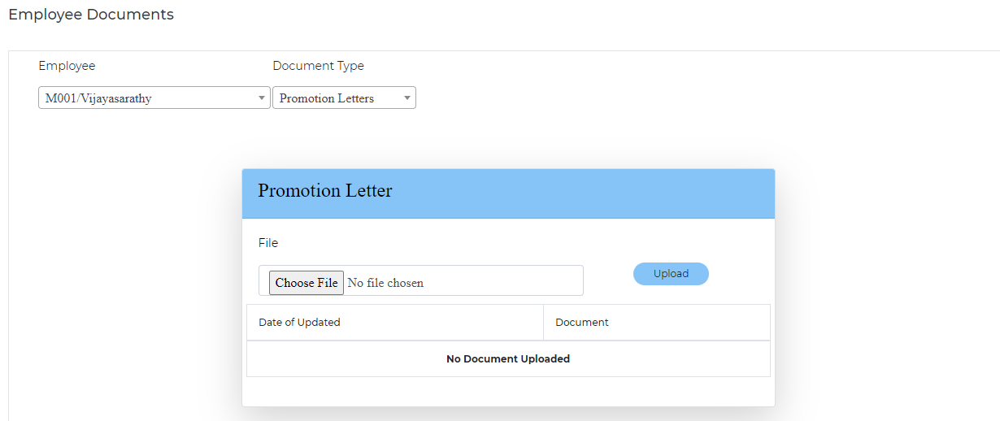 Employee Documents
Employee Document Type
M001/Vijayasarathy Promotion Letters
Promotion Letter
File
Choose File No file chosen Upload
Date of Updated Document
No Document Uploaded